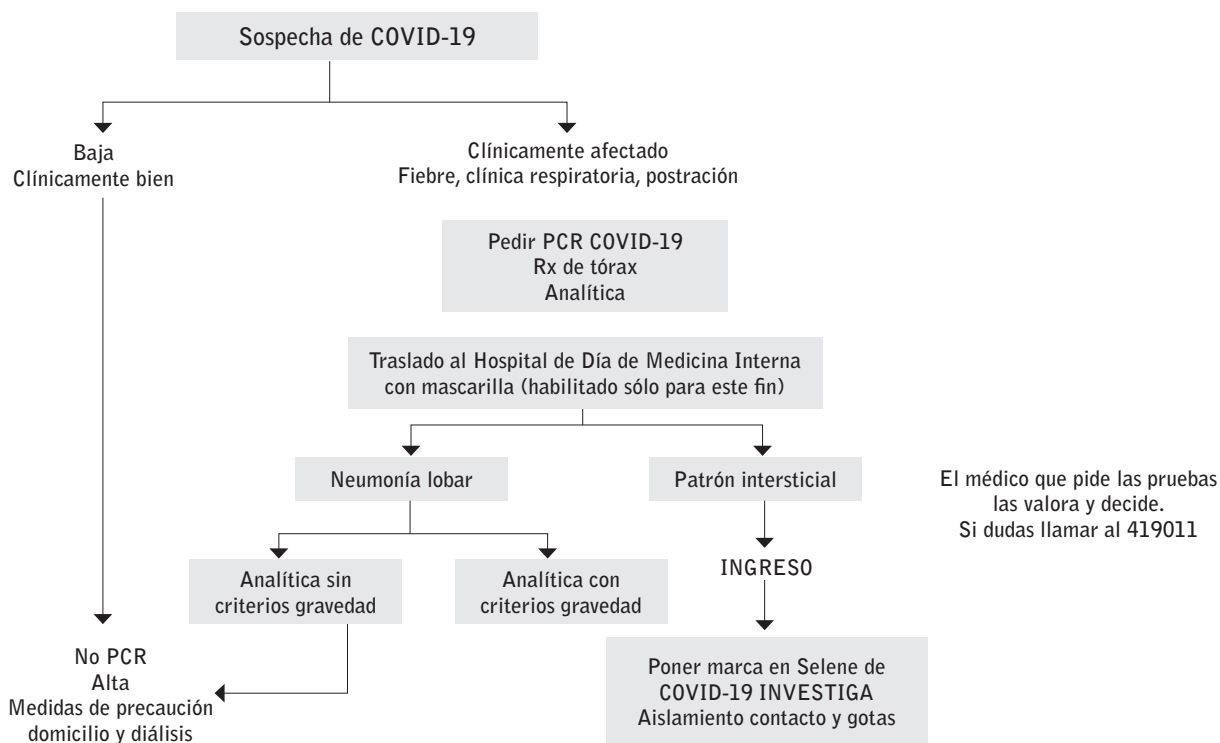 Sospecha de COVID-19
Baja
Clínicamente bien
Clínicamente afectado
Fiebre, clínica respiratoria, postración
Pedir PCR COVID-19
Rx de tórax
Analítica
Traslado al Hospital de Día de Medicina Interna
con mascarilla (habilitado sólo para este fin)
Neumonía lobar
Patrón intersticial
El médico que pide las pruebas
las valora y decide.
Si dudas llamar al 419011
Analítica sin
criterios gravedad
Analítica con
criterios gravedad
INGRESO
No PCR
Alta
Medidas de precaución
domicilio y diálisis
Poner marca en Selene de
COVID-19 INVESTIGA
Aislamiento contacto y gotas